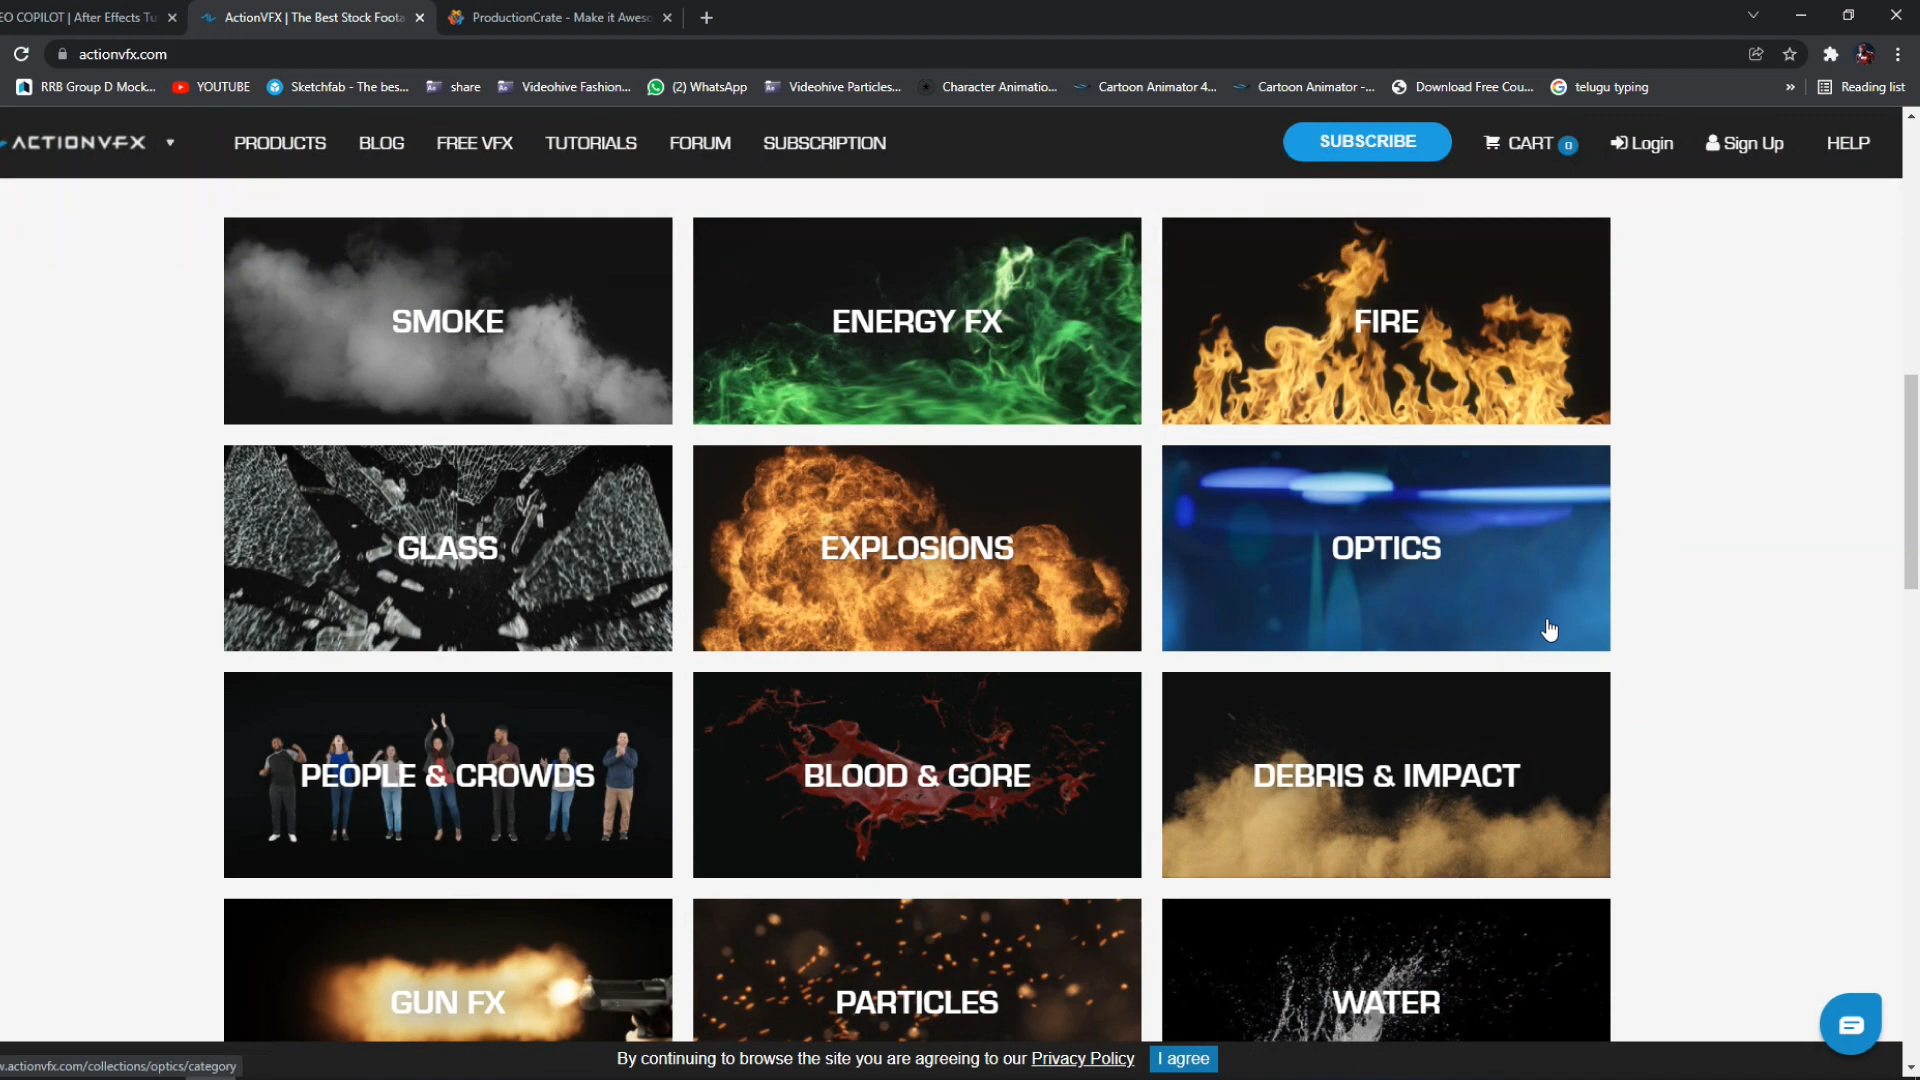 EO COPILOT | After Effects Tu
ActionVFX | The Best Stock Foota
ProductionCrate - Make it Aweso
actionvfx.com
RRB Group D Mock...
YOUTUBE
Sketchfab - The bes...
share
Videohive Fashion...
(2) WhatsApp
Videohive Particles...
Character Animatio...
Cartoon Animator 4...
Cartoon Animator -...
Download Free Cou...
telugu typing
»
Reading list
ACTIONVFX
PRODUCTS
BLOG
FREE VFX
TUTORIALS
FORUM
SUBSCRIPTION
SUBSCRIBE
CART 0
Login
Sign Up
HELP
SMOKE
ENERGY FX
FIRE
GLASS
EXPLOSIONS
OPTICS
PEOPLE & CROWDS
BLOOD & GORE
DEBRIS & IMPACT
GUN FX
PARTICLES
WATER
By continuing to browse the site you are agreeing to our Privacy Policy
I agree
w.actionvfx.com/collections/optics/category